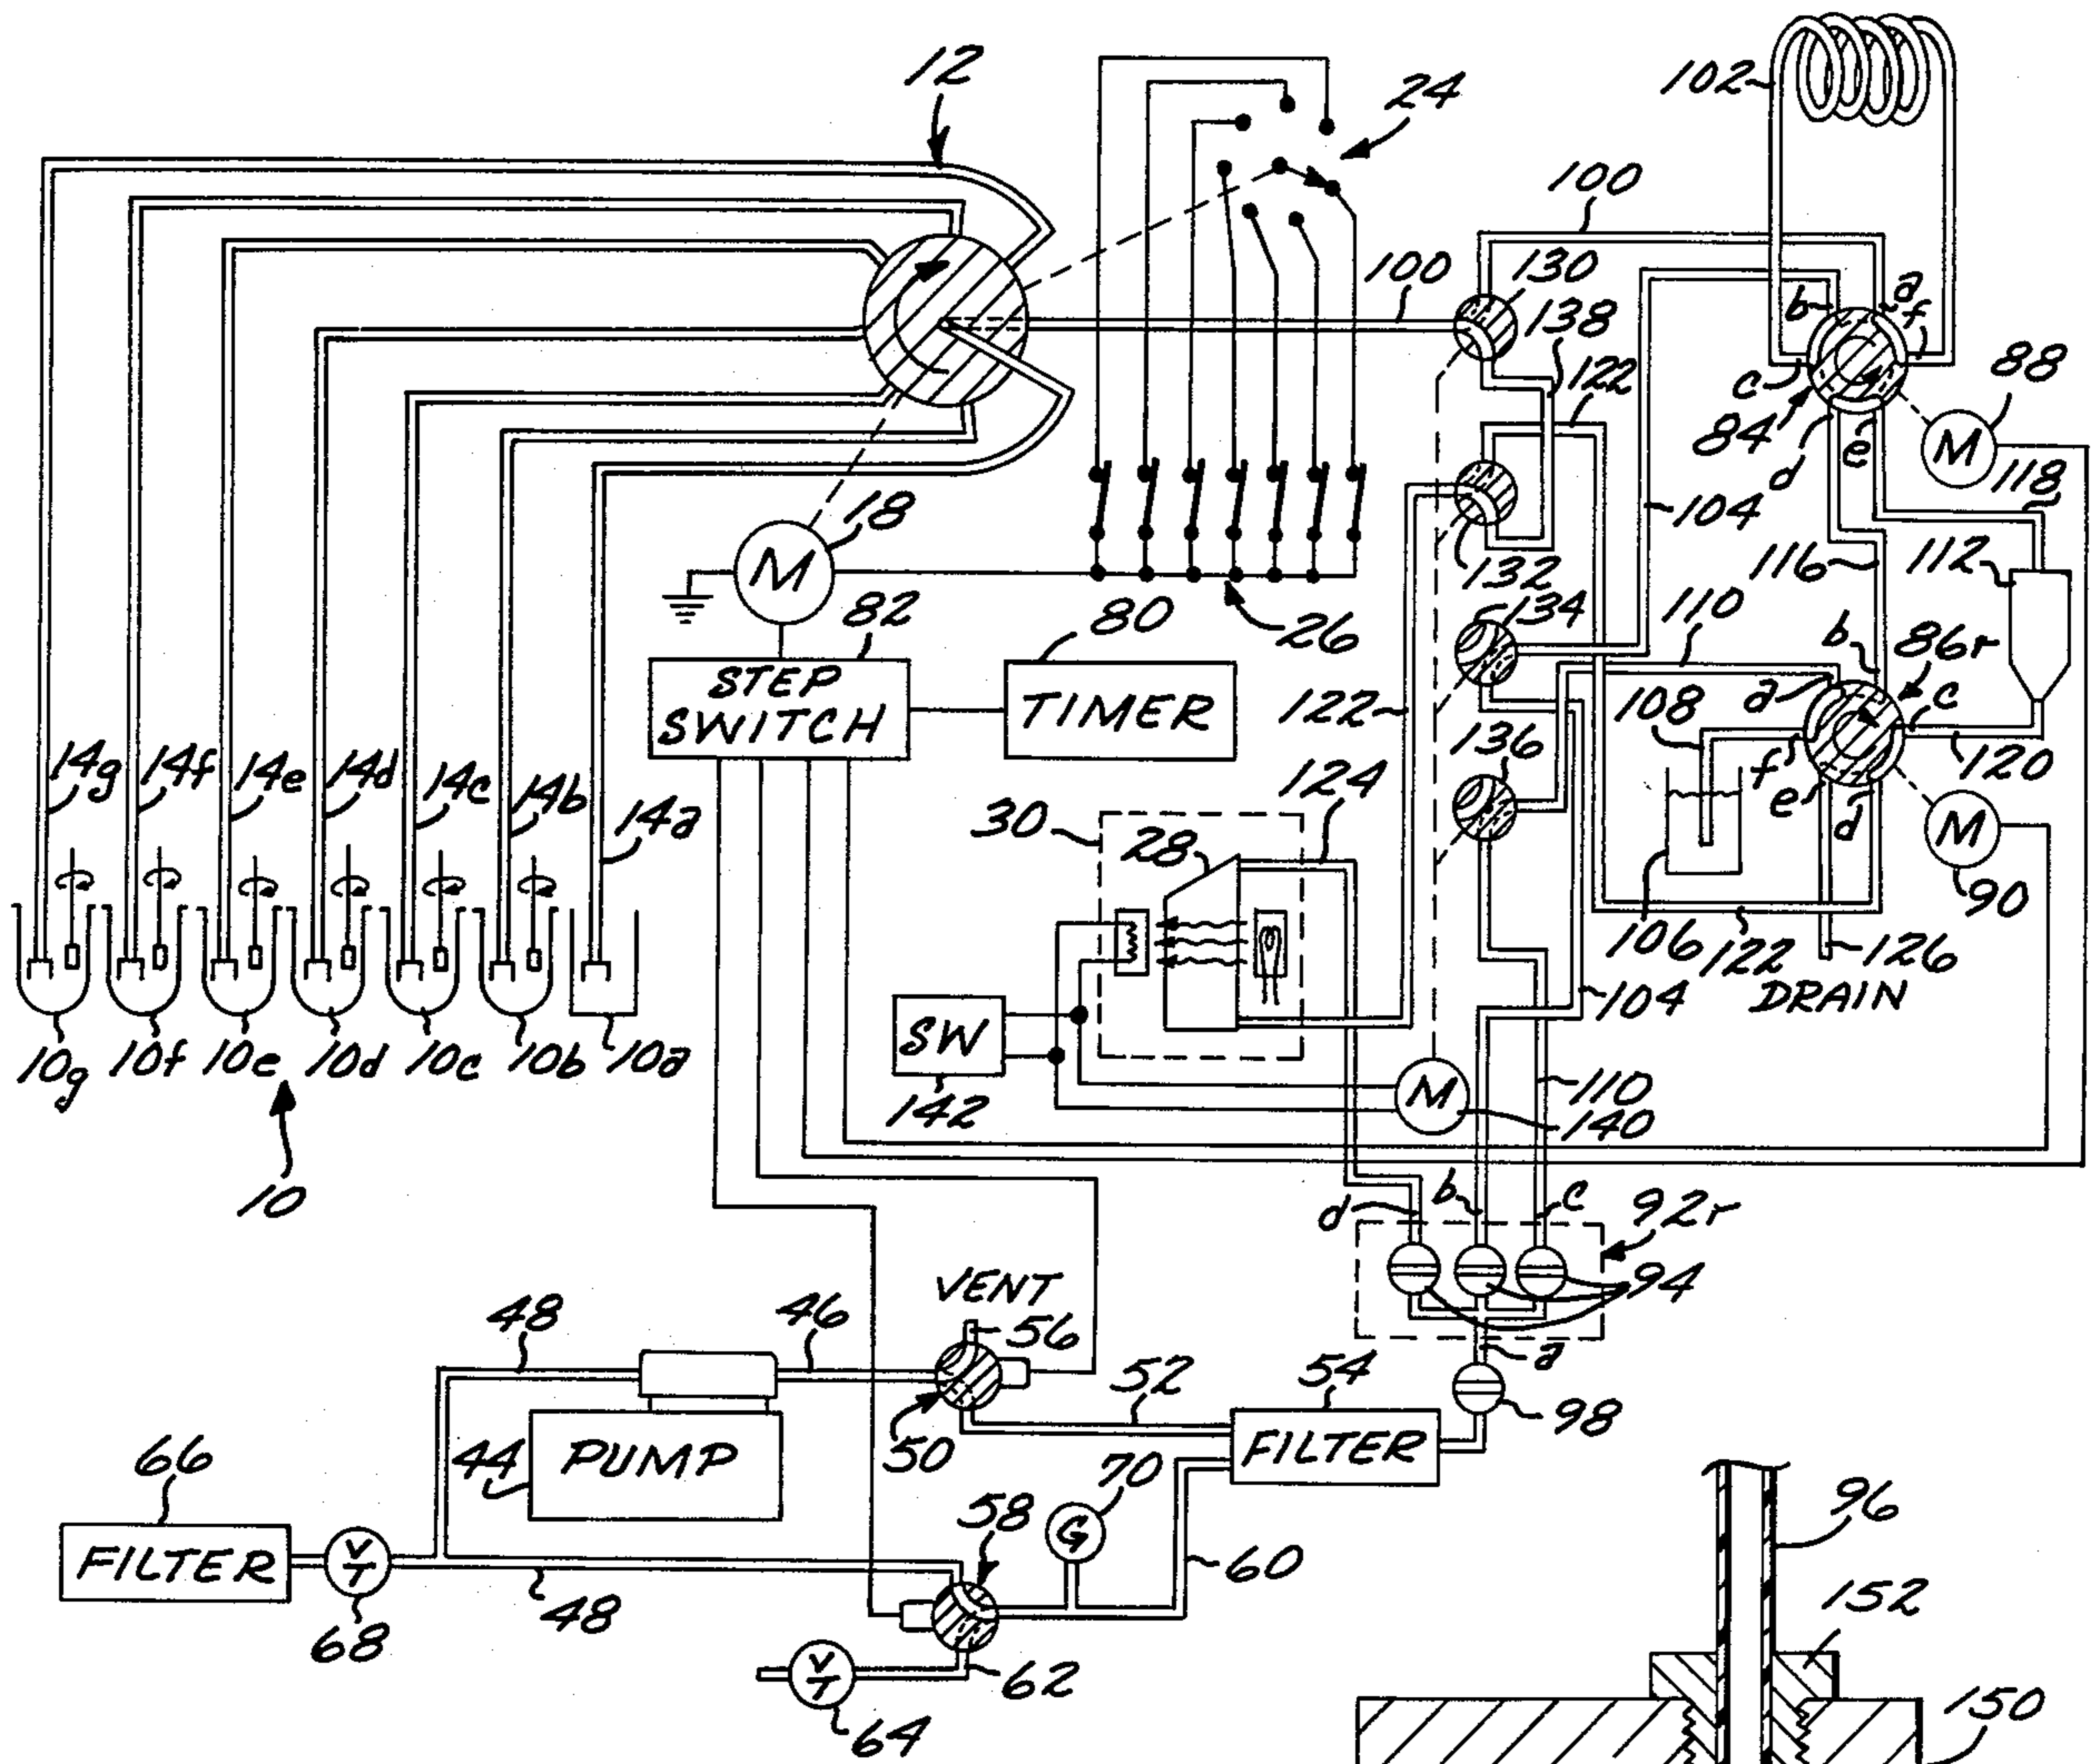 12
24
102
100
100
130
138
122
b
a
f
c
84
d
e
88
M
118
104
116
112
18
M
132
134
26
82
80
STEP
SWITCH
TIMER
110
b
86r
a
c
108
f
120
e
d
M
90
122
136
124
30
28
14g
14f
14e
14d
14c
14b
14a
106
122
126
DRAIN
104
SW
142
M
110
140
10g
10f
10e
10d
10c
10b
10a
10
d
b
c
92r
94
VENT
56
48
46
52
54
a
98
50
FILTER
44
PUMP
70
G
66
58
60
FILTER
V
T
68
48
62
V
T
64
96
152
150